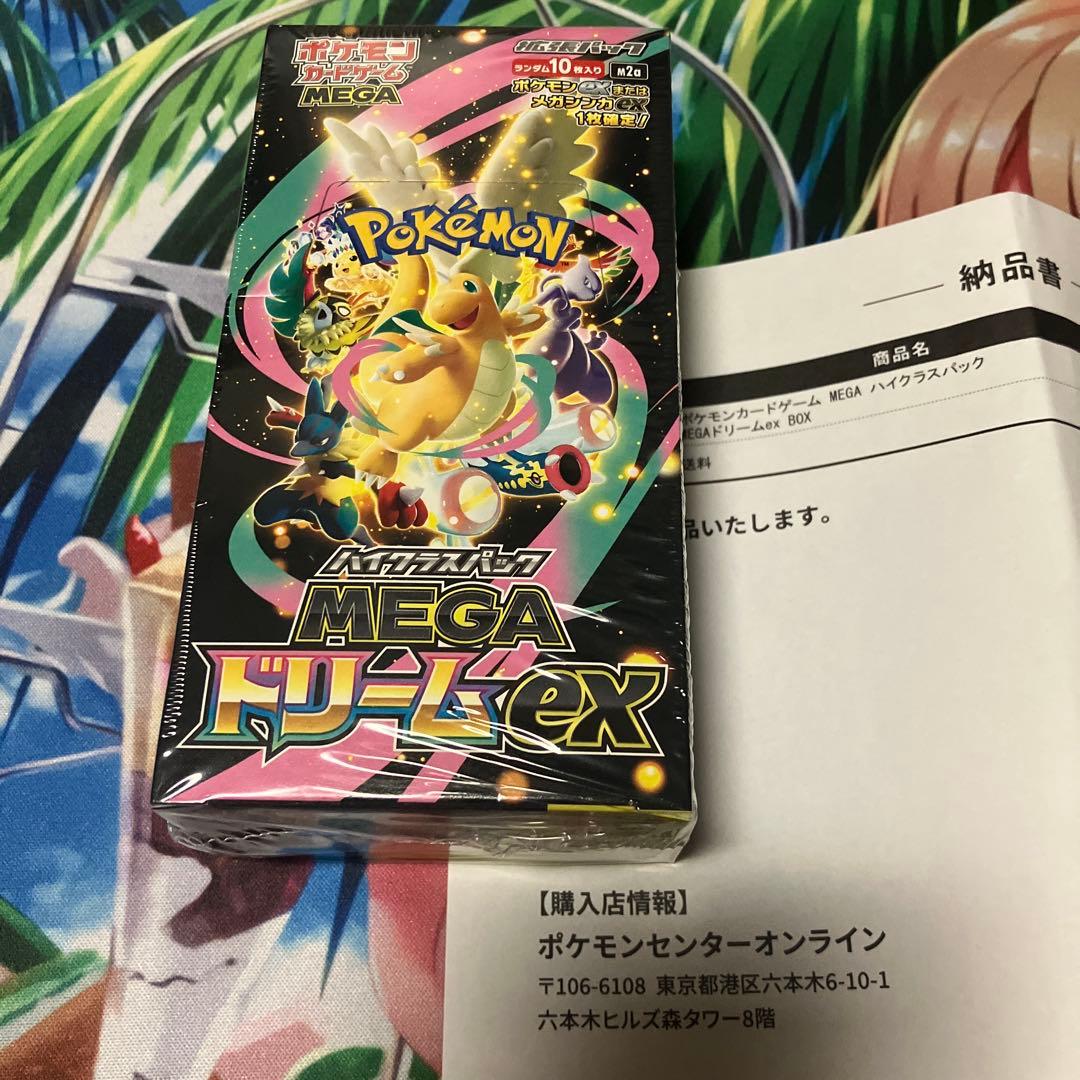 ポケモン
カードゲーム
MEGA
拡張パック
ランダム10枚入り M2a
ポケモンexまたは
メガシンカex
1枚確定!
POKÉMON
TM
ハイクラスパック
MEGA
ドリームex
納品書
商品名
ポケモンカードゲーム MEGA ハイクラスパック
MEGAドリームex BOX
送料
品いたします。
【購入店情報】
ポケモンセンターオンライン
〒106-6108 東京都港区六本木6-10-1
六本木ヒルズ森タワー8階